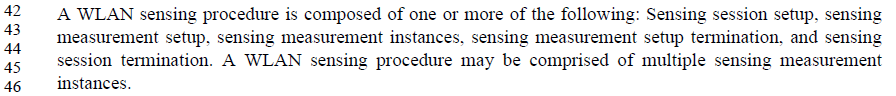 42 A WLAN sensing procedure is composed of one or more of the following: Sensing session setup, sensing
43 measurement setup, sensing measurement instances, sensing measurement setup termination, and sensing
44
45 session termination. A WLAN sensing procedure may be comprised of multiple sensing measurement
46 instances.